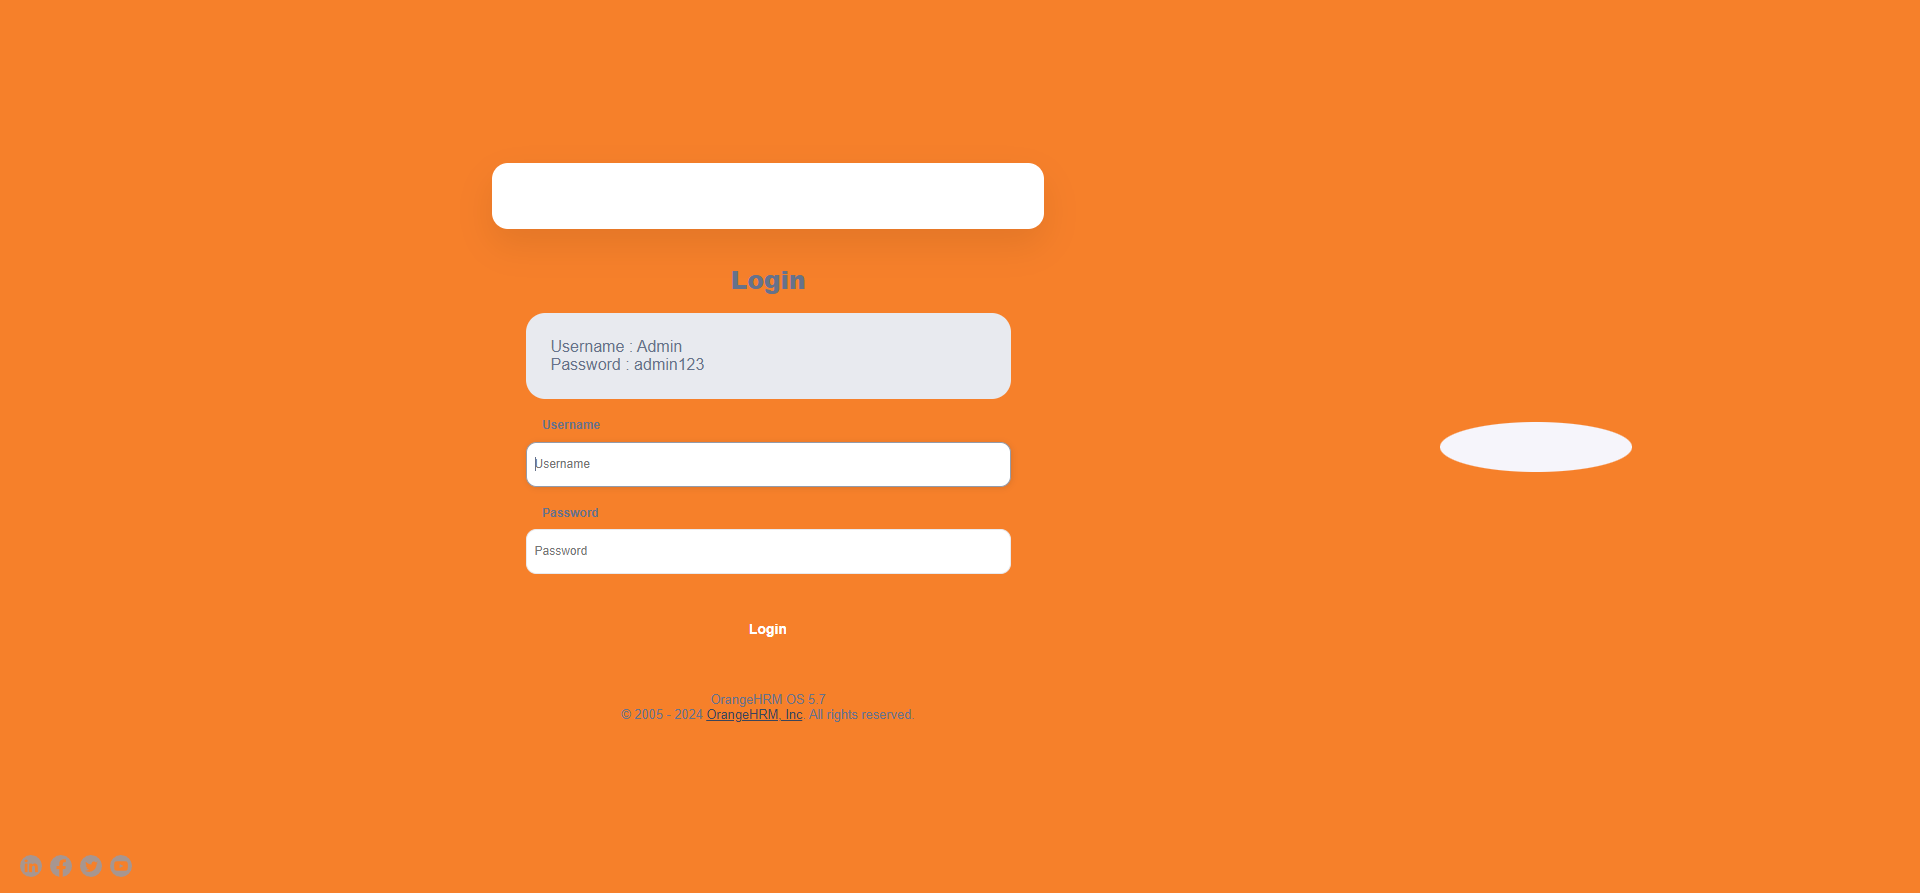 Login
Username : Admin
Password : admin123
Username
Username
Password
Password
Login
OrangeHRM OS 5.7
© 2005 - 2024 OrangeHRM, Inc. All rights reserved.